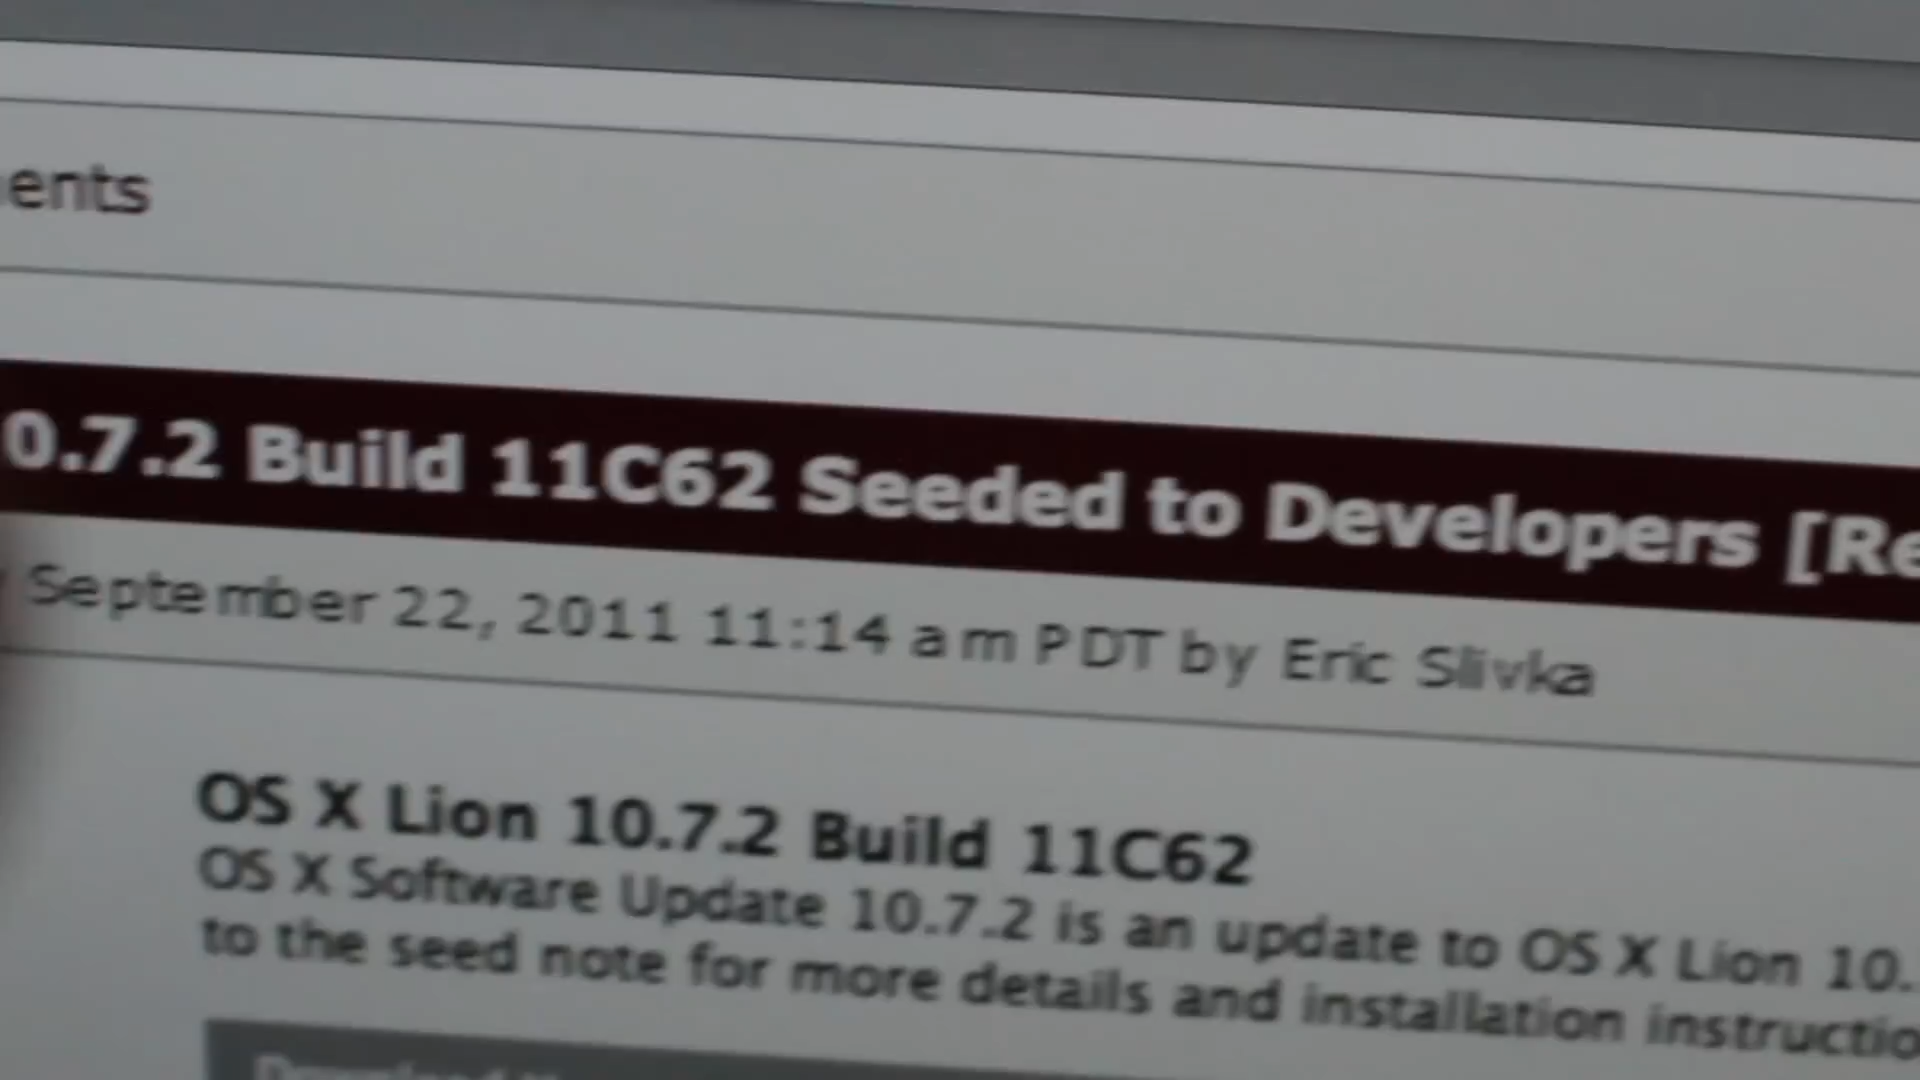 ents
0.7.2 Build 11C62 Seeded to Developers [Re
September 22, 2011 11:14 am PDT by Eric Slivka
OS X Lion 10.7.2 Build 11C62
OS X Software Update 10.7.2 is an update to OS X Lion 10.
to the seed note for more details and installation instructio